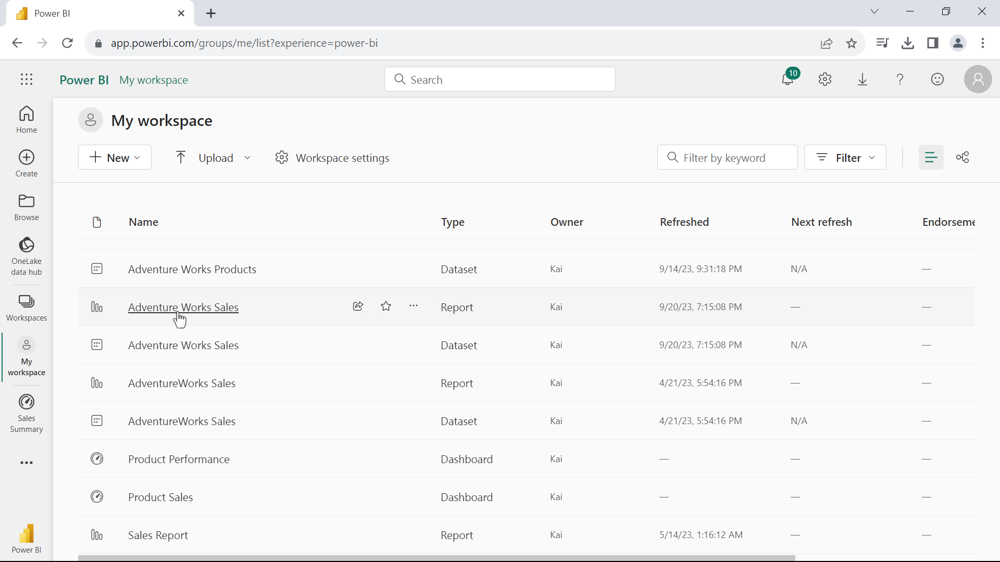 Power BI
app.powerbi.com/groups/me/list?experience=power-bi
Power BI My workspace
Search
10
Home
Create
Browse
OneLake
data hub
Workspaces
My
workspace
Sales
Summary
Power BI
My workspace
New
Upload
Workspace settings
Filter by keyword
Filter
Name Type Owner Refreshed Next refresh Endorseme
Adventure Works Products Dataset Kai 9/14/23, 9:31:18 PM N/A —
Adventure Works Sales Report Kai 9/20/23, 7:15:08 PM — —
Adventure Works Sales Dataset Kai 9/20/23, 7:15:08 PM N/A —
AdventureWorks Sales Report Kai 4/21/23, 5:54:16 PM — —
AdventureWorks Sales Dataset Kai 4/21/23, 5:54:16 PM N/A —
Product Performance Dashboard Kai — — —
Product Sales Dashboard Kai — — —
Sales Report Report Kai 5/14/23, 1:16:12 AM — —